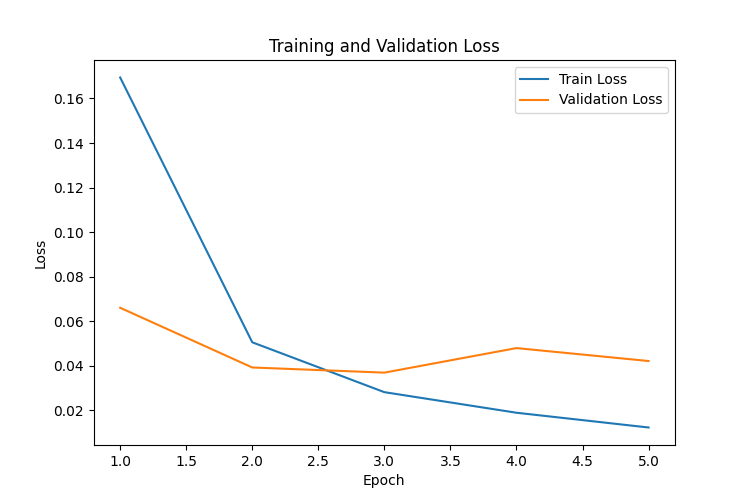 Training and Validation Loss
Train Loss
Validation Loss
0.16
0.14
0.12
0.10
0.08
0.06
0.04
0.02
Loss
1.0 1.5 2.0 2.5 3.0 3.5 4.0 4.5 5.0
Epoch